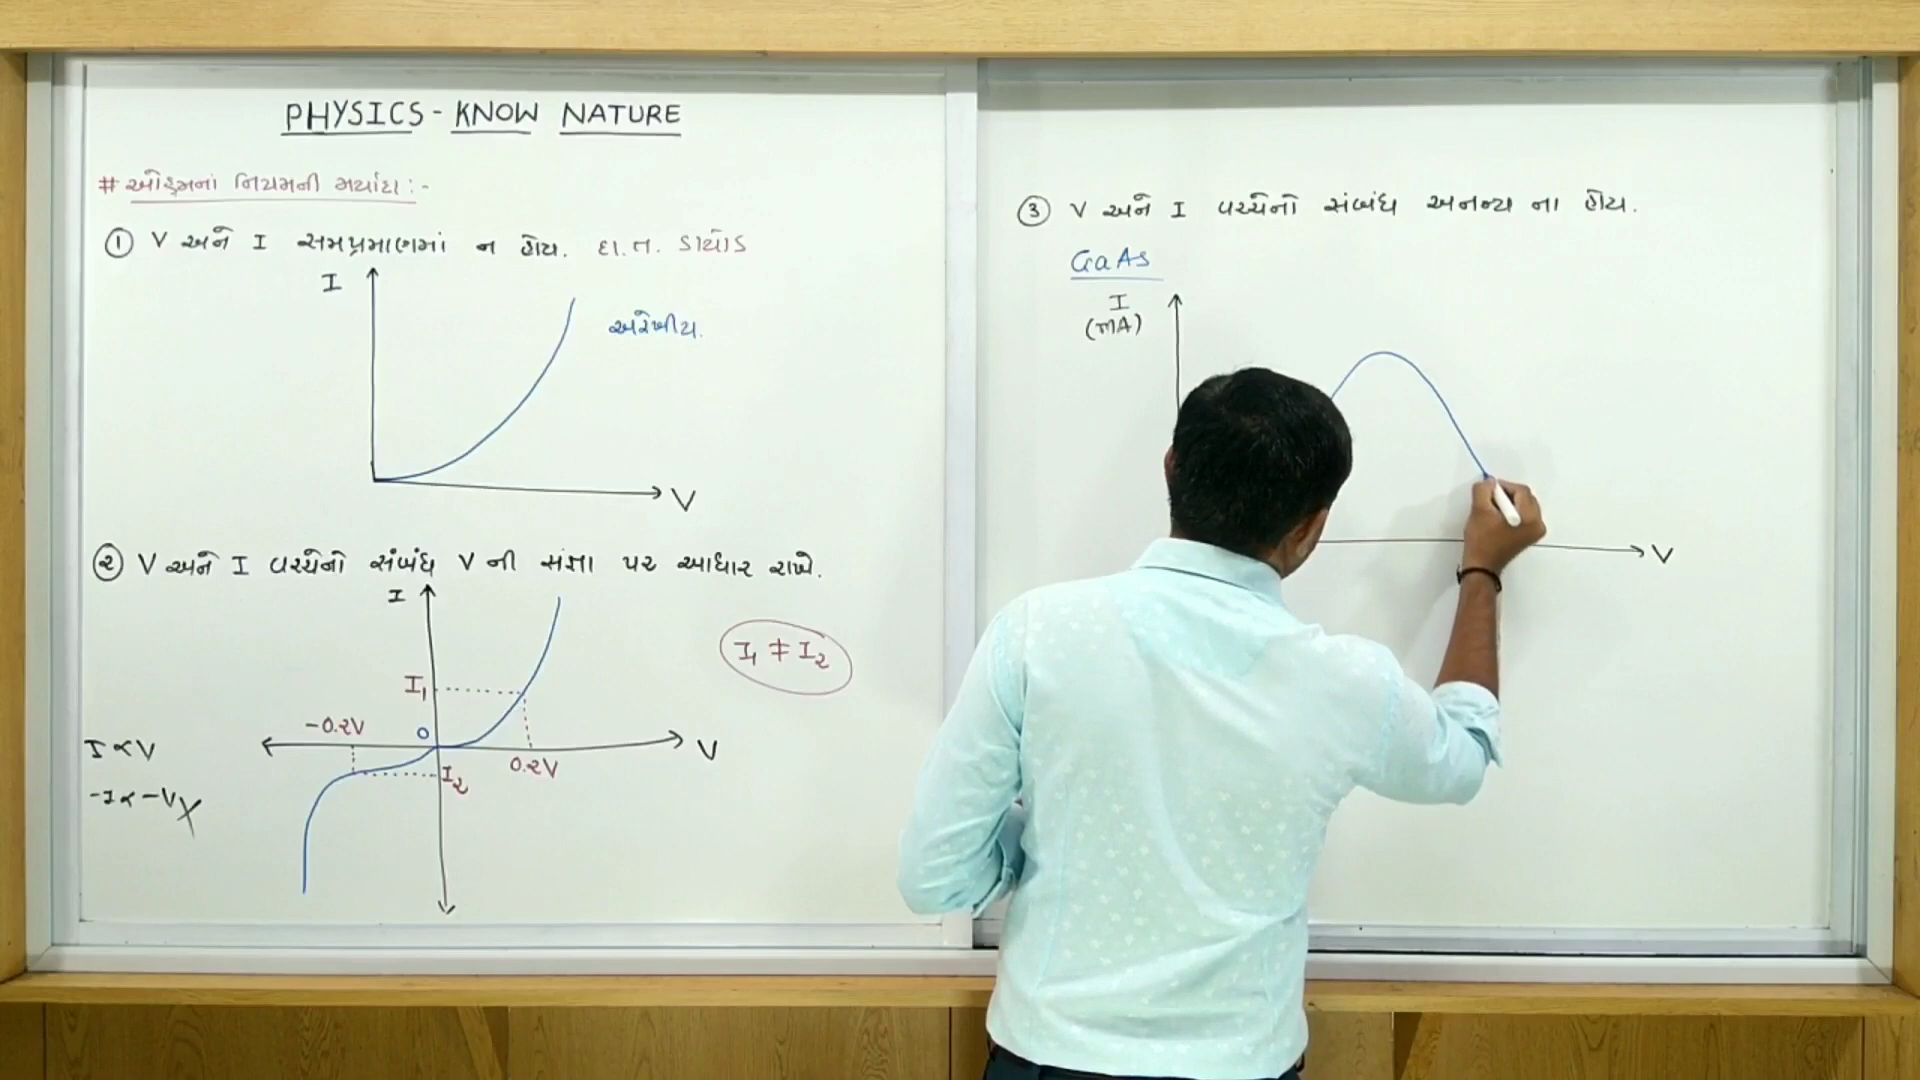 PHYSICS - KNOW NATURE
# ઓહ્મનાં નિયમની મર્યાદા :-
① V અને I સમપ્રમાણમાં ન હોય. દા.ત. ડાયોડ
I
અરેખીય.
V
② V અને I વચ્ચેનો સંબંધ V ની સંજ્ઞા પર આધાર રાખે.
I
I₁ ≠ I₂
I₁
-0.2V
0
I ∝ V
V
0.2V
I₂
-I ∝ -V X
③ V અને I વચ્ચેનો સંબંધ અનન્ય ના હોય.
GaAs
I
(mA)
V